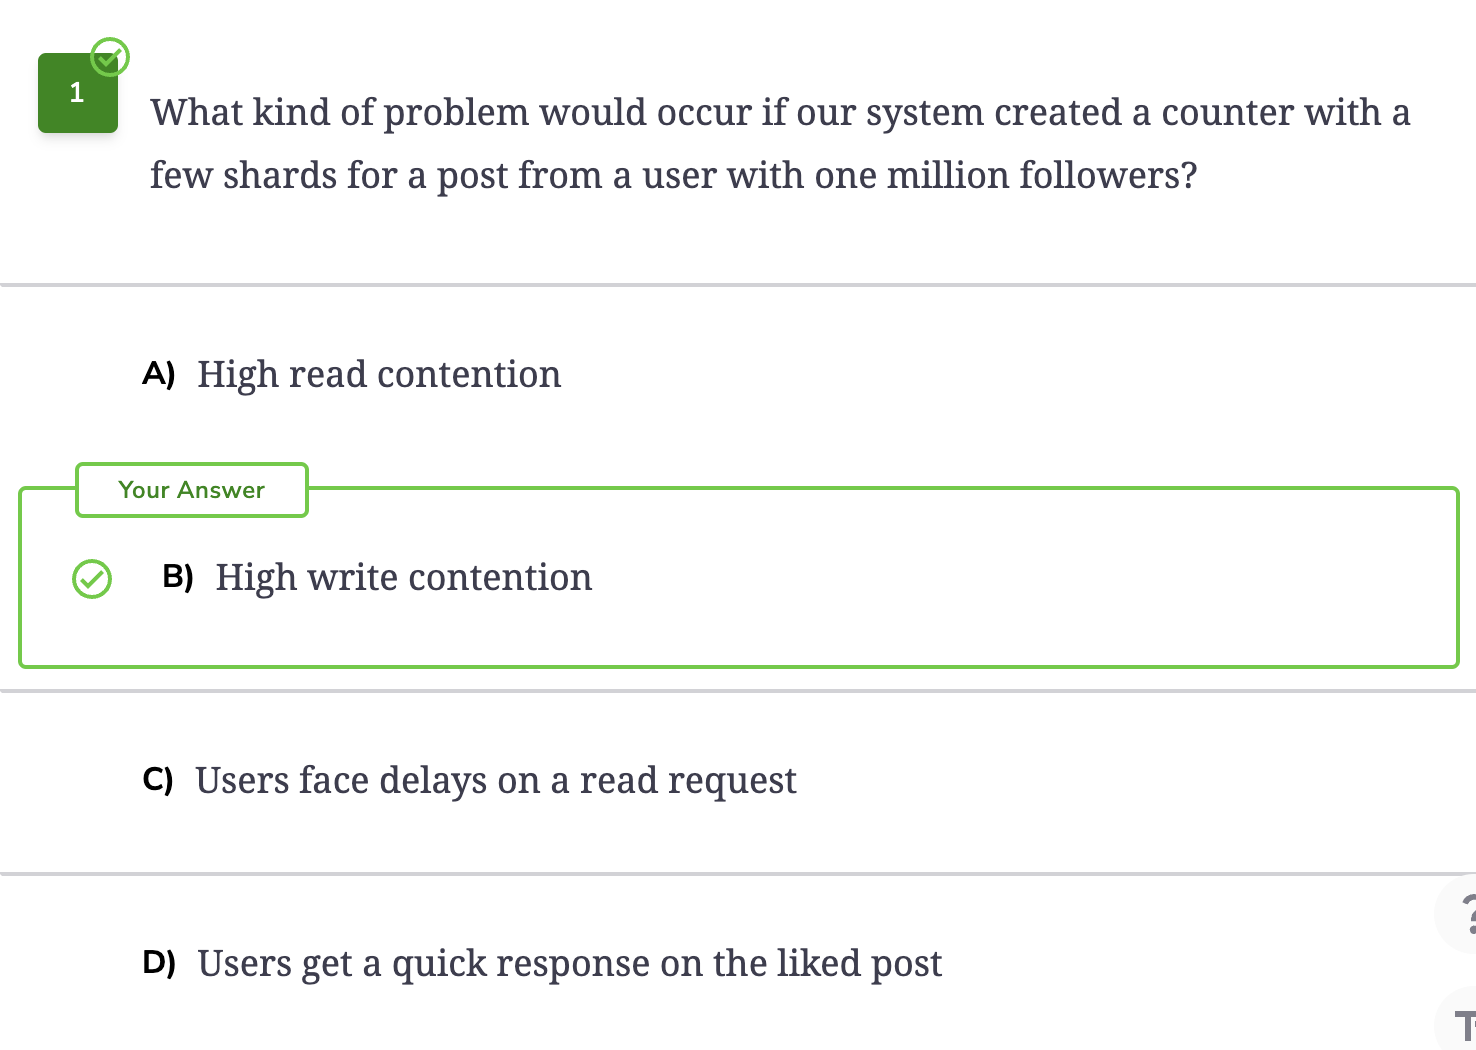 1
What kind of problem would occur if our system created a counter with a
few shards for a post from a user with one million followers?
A) High read contention
Your Answer
B) High write contention
C) Users face delays on a read request
D) Users get a quick response on the liked post
?
T